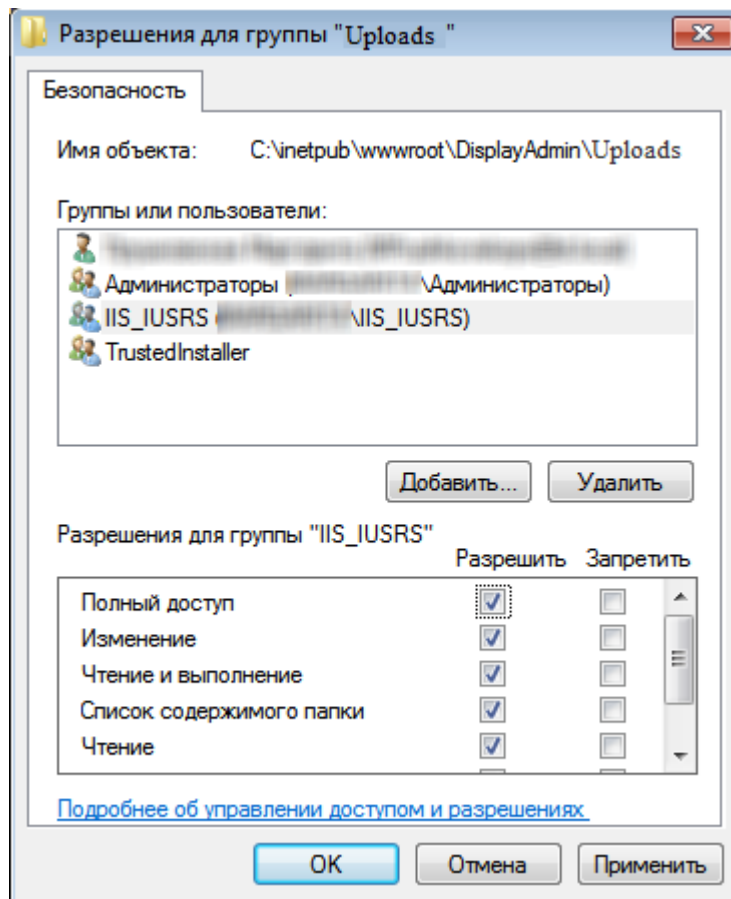 Разрешения для группы "Uploads "
Безопасность
Имя объекта: C:\inetpub\wwwroot\DisplayAdmin\Uploads
Группы или пользователи:
Администраторы ( \Администраторы)
IIS_IUSRS ( \IIS_IUSRS)
TrustedInstaller
Добавить... Удалить
Разрешения для группы "IIS_IUSRS"
Разрешить Запретить
Полный доступ
Изменение
Чтение и выполнение
Список содержимого папки
Чтение
Подробнее об управлении доступом и разрешениях
OK Отмена Применить